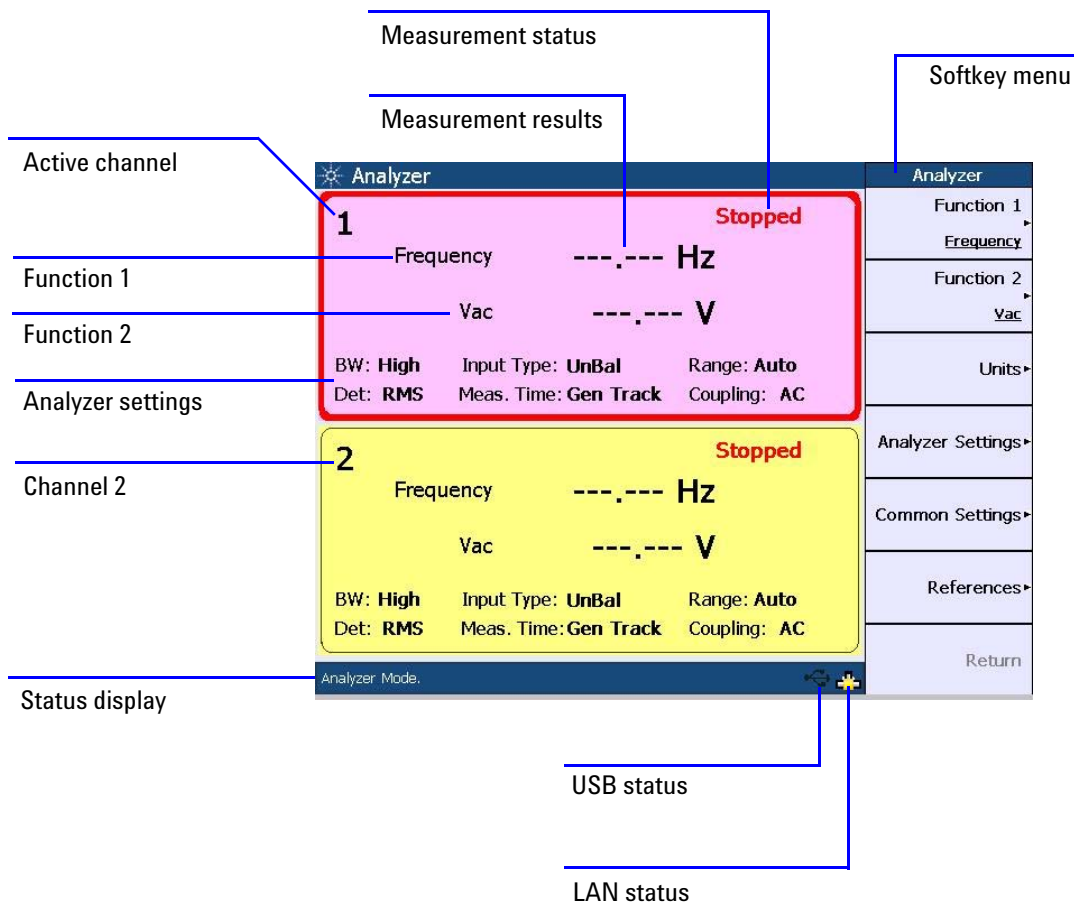 Measurement status
Softkey menu
Measurement results
Active channel
Function 1
Function 2
Analyzer settings
Channel 2
Status display
Analyzer
1
Stopped
Frequency ---.--- Hz
Vac ---.--- V
BW: High Input Type: UnBal Range: Auto
Det: RMS Meas. Time: Gen Track Coupling: AC
2
Stopped
Frequency ---.--- Hz
Vac ---.--- V
BW: High Input Type: UnBal Range: Auto
Det: RMS Meas. Time: Gen Track Coupling: AC
Analyzer Mode.
Analyzer
Function 1
Frequency
Function 2
Vac
Units
Analyzer Settings
Common Settings
References
Return
USB status
LAN status